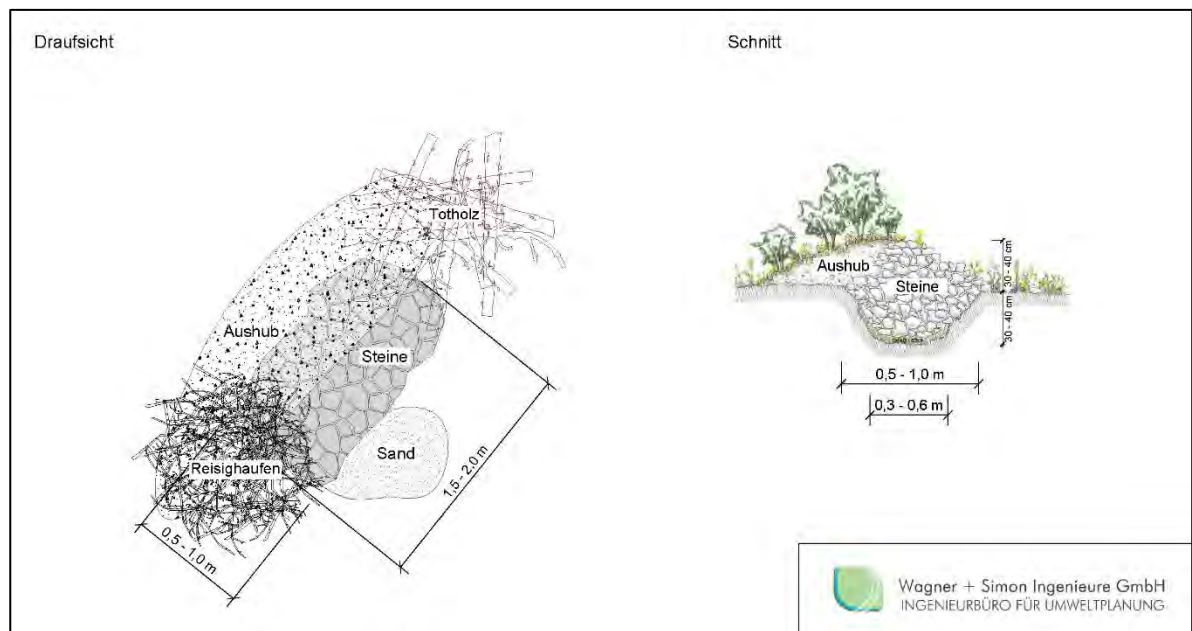 Draufsicht
Totholz
Aushub
Steine
Sand
Reisighaufen
1,5 - 2,0 m
0,5 - 1,0 m
Schnitt
Aushub
Steine
30 - 40 cm
30 - 40 cm
0,5 - 1,0 m
0,3 - 0,6 m
Wagner + Simon Ingenieure GmbH
INGENIEURBÜRO FÜR UMWELTPLANUNG